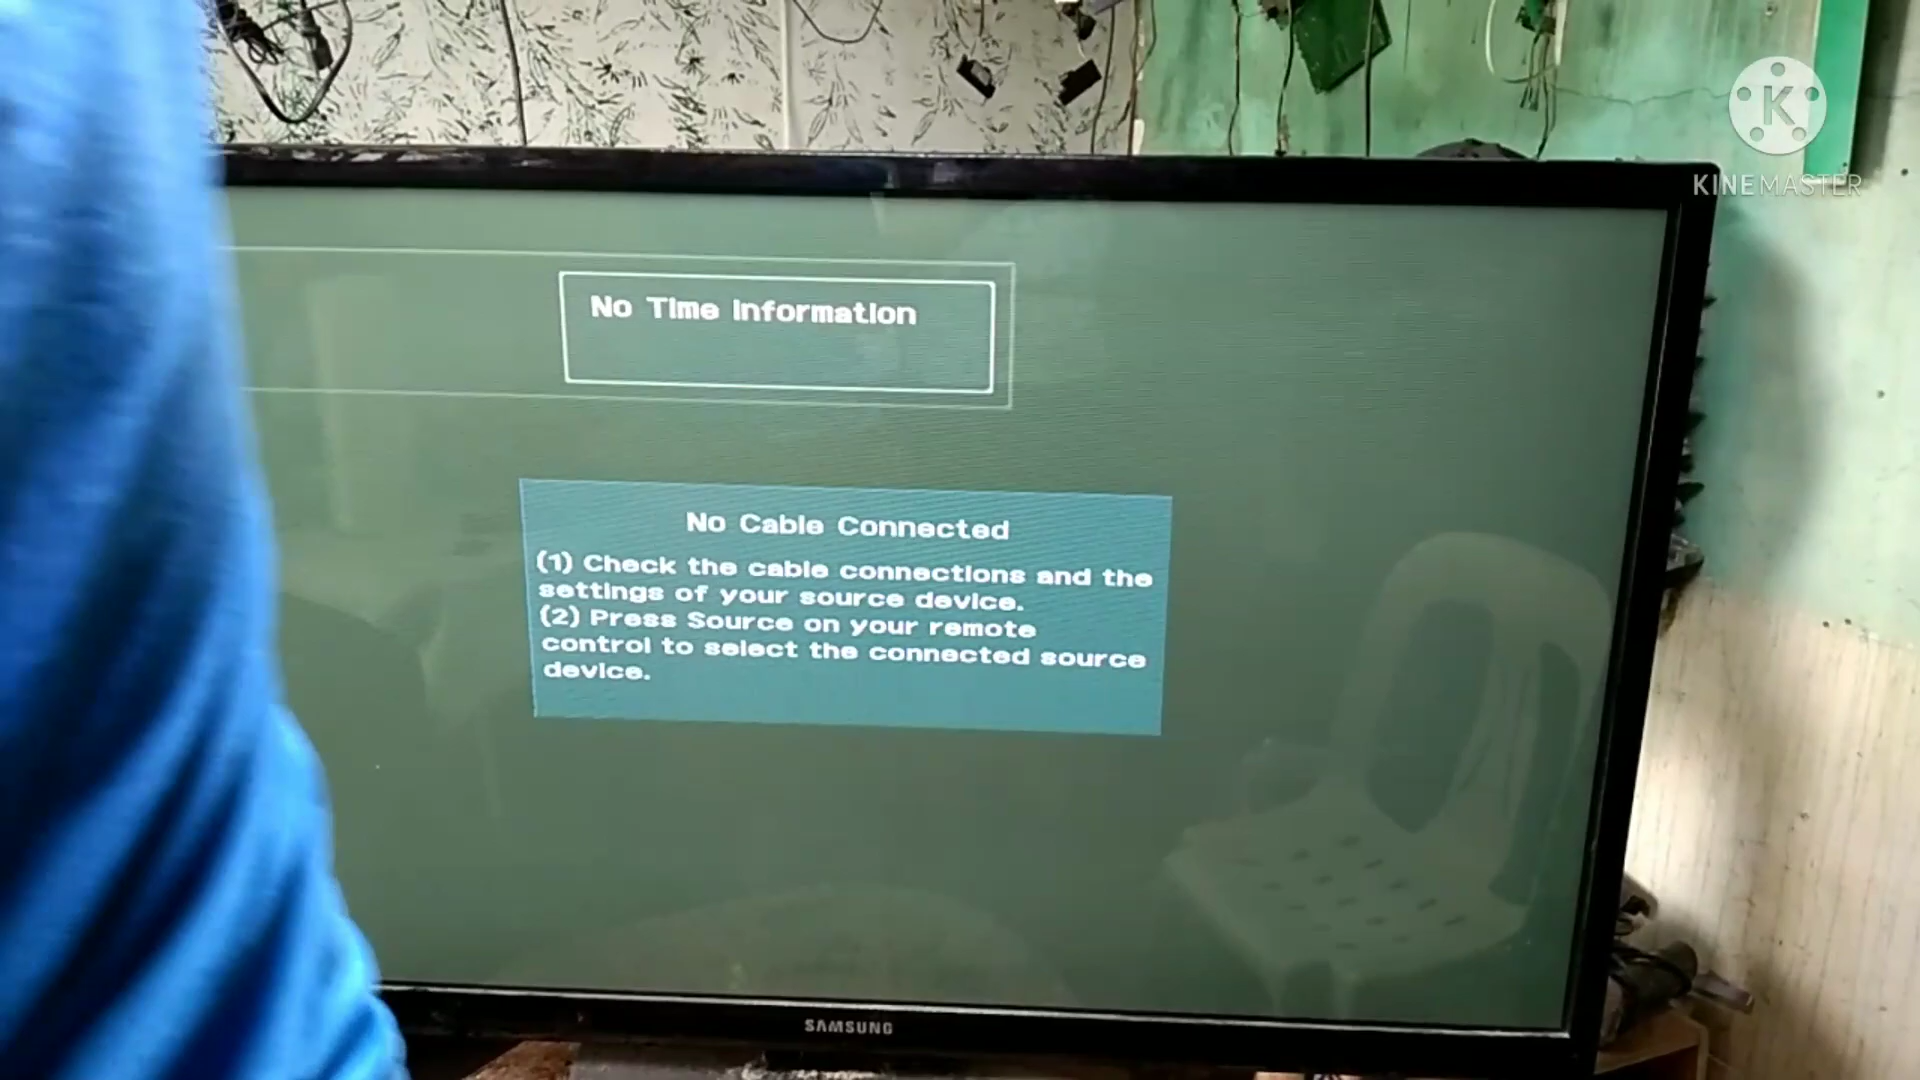 K
KINEMASTER
No Time Information
No Cable Connected
(1) Check the cable connections and the
settings of your source device.
(2) Press Source on your remote
control to select the connected source
device.
SAMSUNG